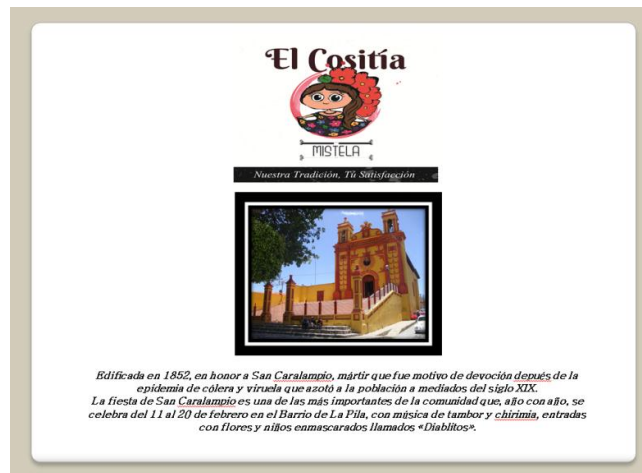 El Cositía
MISTELA
Nuestra Tradición, Tú Satisfacción
Edificada en 1852, en honor a San Caralampio, mártir que fue motivo de devoción depués de la
epidemia de cólera y viruela que azotó a la población a mediados del siglo XIX.
La fiesta de San Caralampio es una de las más importantes de la comunidad que, año con año, se
celebra del 11 al 20 de febrero en el Barrio de La Pila, con música de tambor y chirimia, entradas
con flores y niños enmascarados llamados «Diablitos».